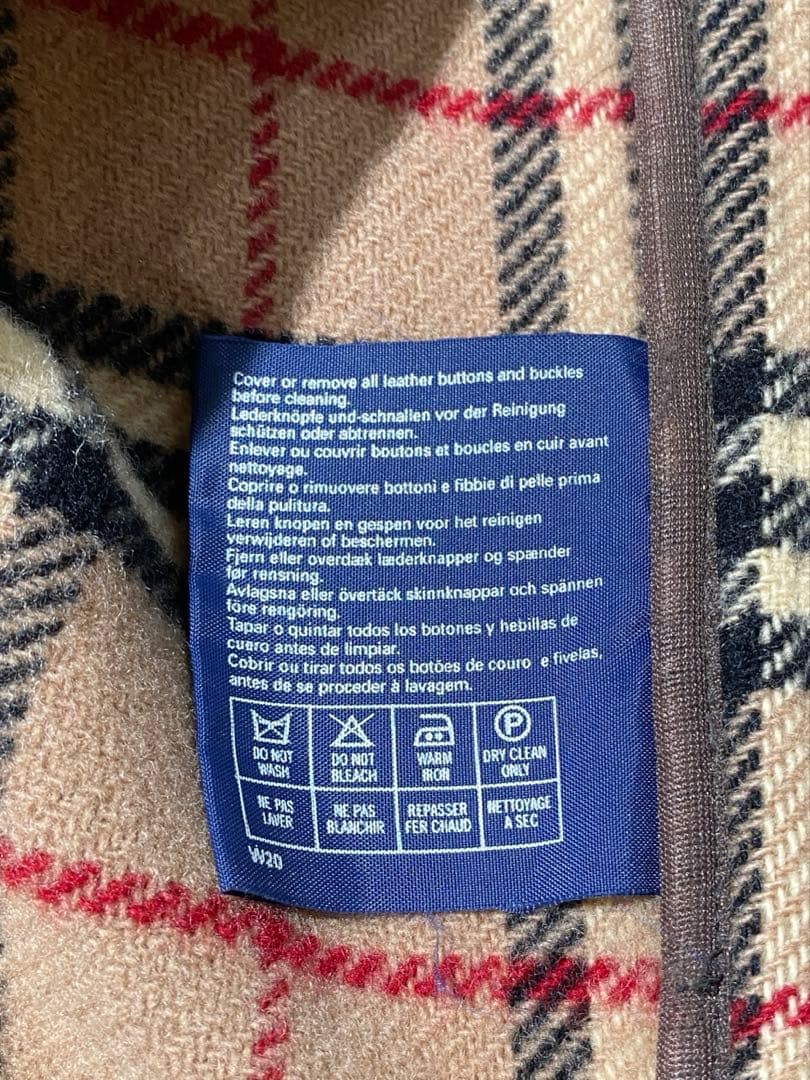 Cover or remove all leather buttons and buckles
before cleaning.
Lederknöpfe und-schnallen vor der Reinigung
schützen oder abtrennen.
Enlever ou couvrir boutons et boucles en cuir avant
nettoyage.
Coprire o rimuovere bottoni e fibbie di pelle prima
della pulitura.
Leren knopen en gespen voor het reinigen
verwijderen of beschermen.
Fjern eller overdæk læderknapper og spænder
før rensning.
Avlagsna eller övertäck skinnknappar och spännen
före rengöring.
Tapar o quintar todos los botones y hebillas de
cuero antes de limpiar.
Cobrir ou tirar todos os botões de couro e fivelas,
antes de se proceder à lavagem.
P
DO NOT WASH
DO NOT BLEACH
WARM IRON
DRY CLEAN ONLY
NE PAS LAVER
NE PAS BLANCHIR
REPASSER FER CHAUD
NETTOYAGE A SEC
W20